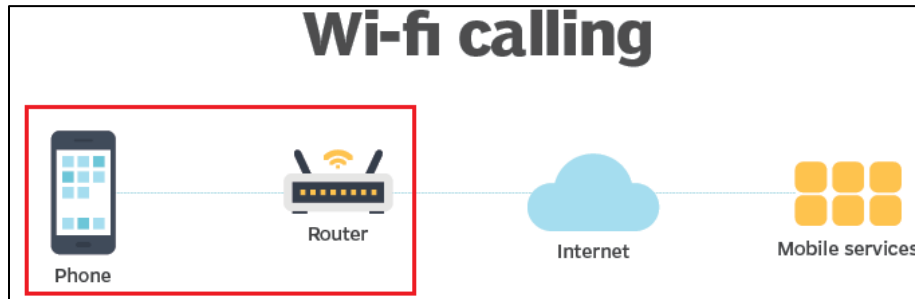 Wi-fi calling
Phone
Router
Internet
Mobile services